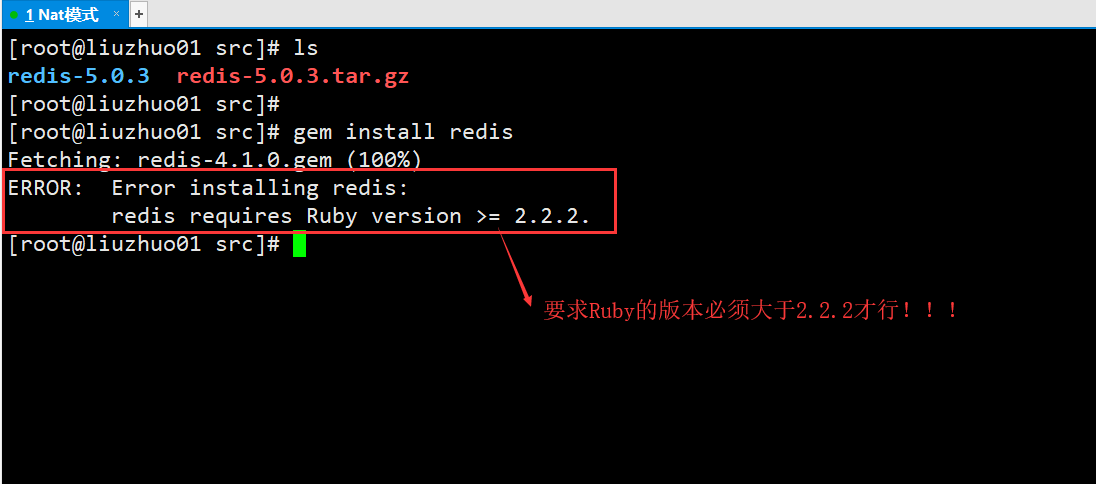 1 Nat模式 × +
[root@liuzhuo01 src]# ls
redis-5.0.3  redis-5.0.3.tar.gz
[root@liuzhuo01 src]#
[root@liuzhuo01 src]# gem install redis
Fetching: redis-4.1.0.gem (100%)
ERROR:  Error installing redis:
        redis requires Ruby version >= 2.2.2.
[root@liuzhuo01 src]#
要求Ruby的版本必须大于2.2.2才行！！！